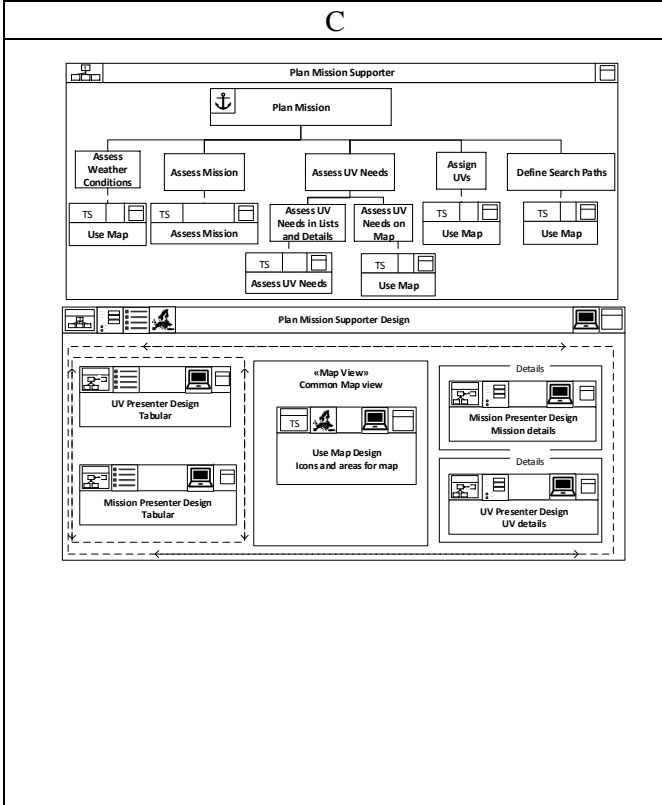 C
Plan Mission Supporter
Plan Mission
Assess
Weather
Conditions
Assess Mission
Assess UV Needs
Assign
UVs
Define Search Paths
TS
Use Map
TS
Assess Mission
Assess UV
Needs in Lists
and Details
Assess UV
Needs on
Map
TS
Use Map
TS
Use Map
TS
Assess UV Needs
TS
Use Map
Plan Mission Supporter Design
UV Presenter Design
Tabular
Mission Presenter Design
Tabular
«Map View»
Common Map view
TS
Use Map Design
Icons and areas for map
Details
Mission Presenter Design
Mission details
Details
UV Presenter Design
UV details